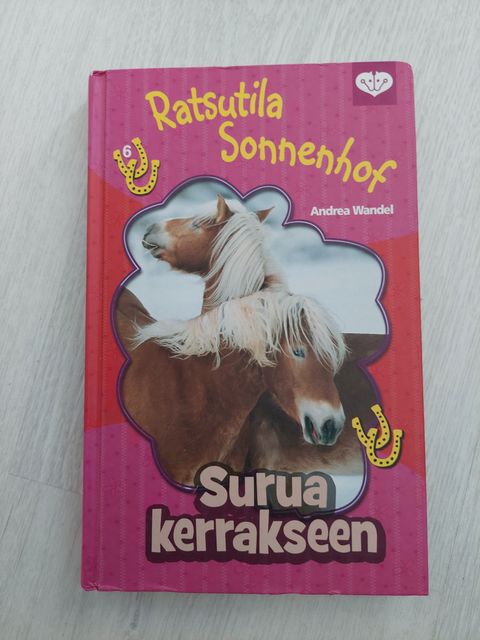 Ratsutila
Sonnenhof
6
Andrea Wandel
Surua
kerrakseen